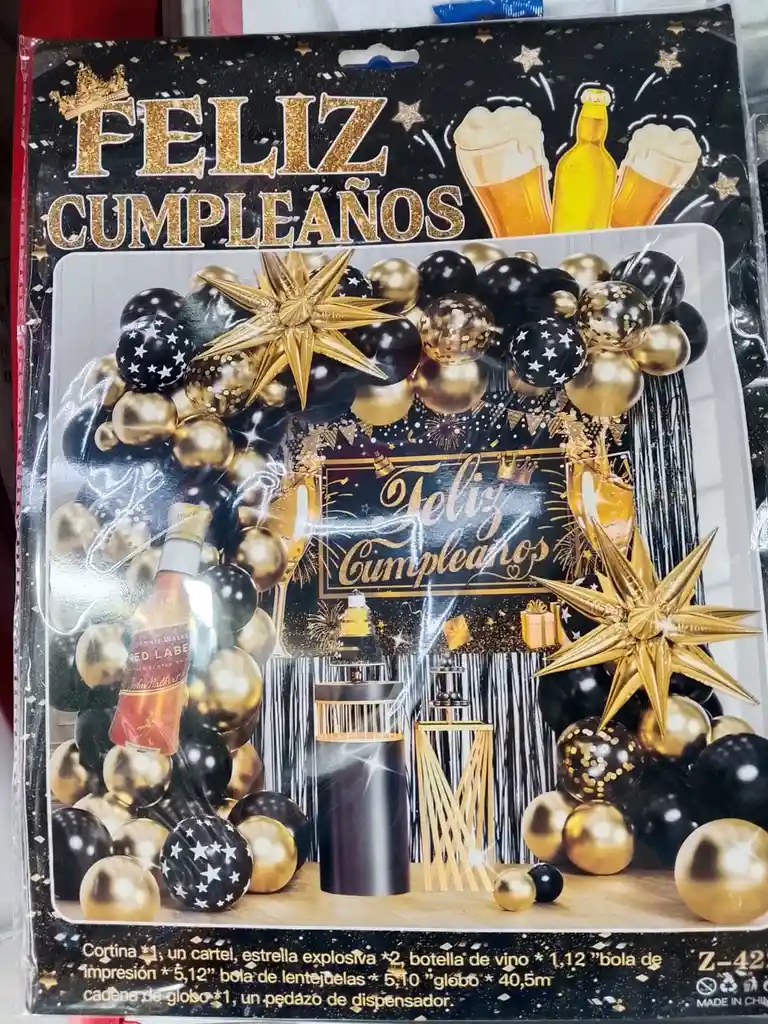 FELIZ
CUMPLEAÑOS
Feliz
Cumpleaños
RED LABEL
Cortina *1, un cartel, estrella explosiva *2, botella de vino * 1,12 ”bola de
impresión * 5,12” bola de lentejuelas * 5,10 ”globo * 40,5m
cadena de globo *1, un pedazo de dispensador.
Z-42
MADE IN CHIN